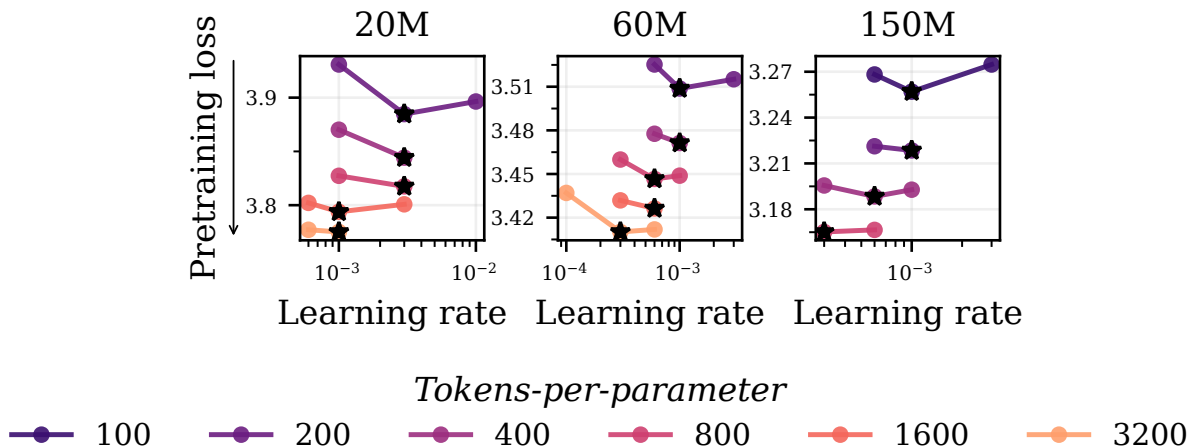 20M 60M 150M
Pretraining loss
3.9
3.8
3.51
3.48
3.45
3.42
3.27
3.24
3.21
3.18
10⁻³ 10⁻² 10⁻⁴ 10⁻³ 10⁻³
Learning rate Learning rate Learning rate
Tokens-per-parameter
100 200 400 800 1600 3200